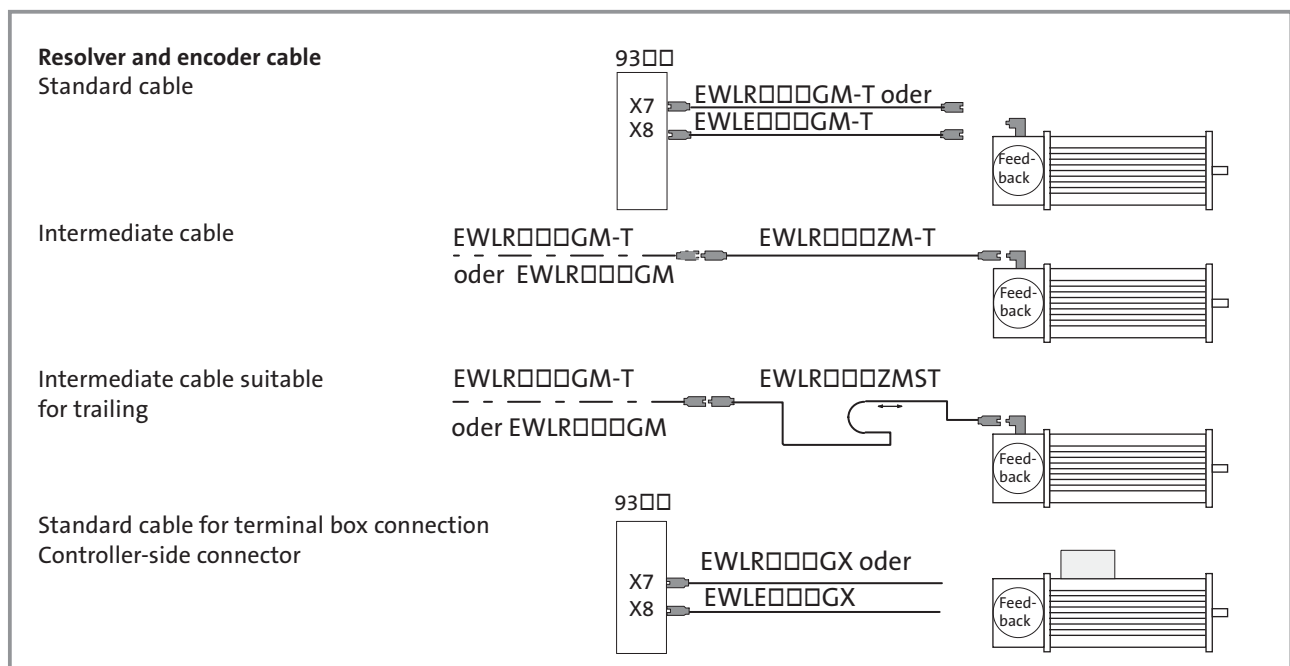 Resolver and encoder cable
Standard cable
93□□
X7
X8
EWLR□□□GM-T oder
EWLE□□□GM-T
Feed-
back
Intermediate cable
EWLR□□□GM-T
oder EWLR□□□GM
EWLR□□□ZM-T
Feed-
back
Intermediate cable suitable
for trailing
EWLR□□□GM-T
oder EWLR□□□GM
EWLR□□□ZMST
Feed-
back
Standard cable for terminal box connection
Controller-side connector
93□□
X7
X8
EWLR□□□GX oder
EWLE□□□GX
Feed-
back